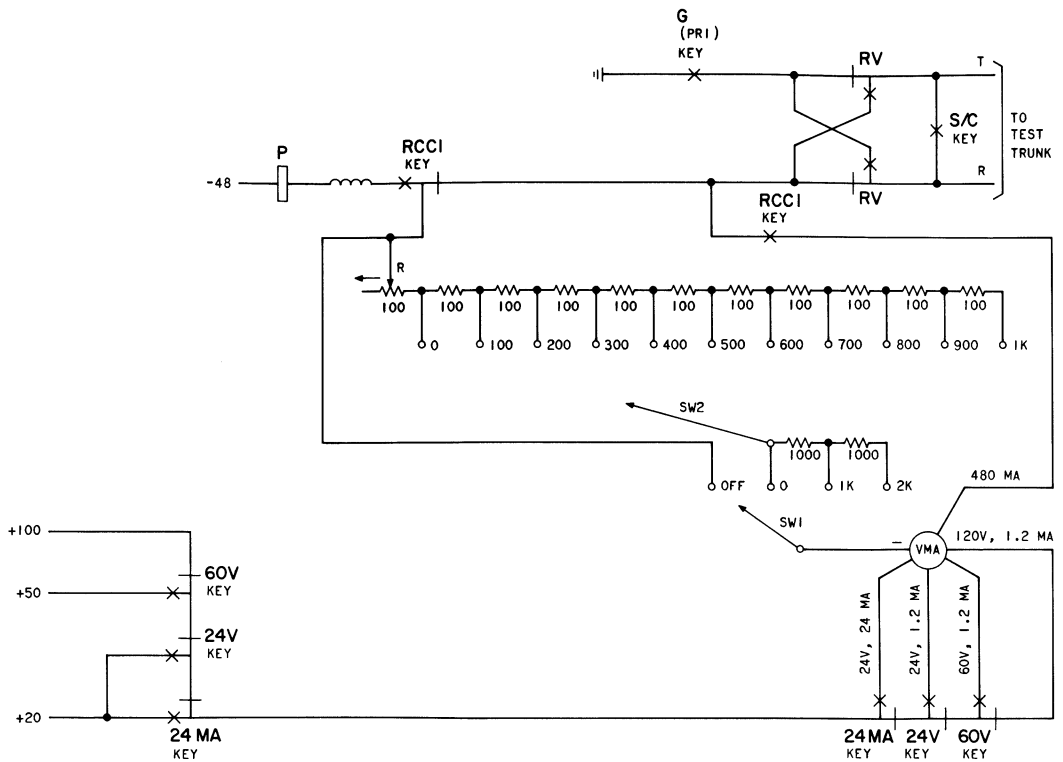 G
(PRI)
KEY
RV
T
S/C
KEY
TO
TEST
TRUNK
P
RCCI
KEY
-48
R
RV
RCCI
KEY
R
100 100 100 100 100 100 100 100 100 100 100
0 100 200 300 400 500 600 700 800 900 1K
SW2
1000 1000
OFF 0 1K 2K
480 MA
SW1
–
VMA
120V, 1.2 MA
+100
60V
KEY
+50
24V
KEY
24V, 24 MA
24V, 1.2 MA
60V, 1.2 MA
+20
24 MA
KEY
24 MA
KEY
24V
KEY
60V
KEY